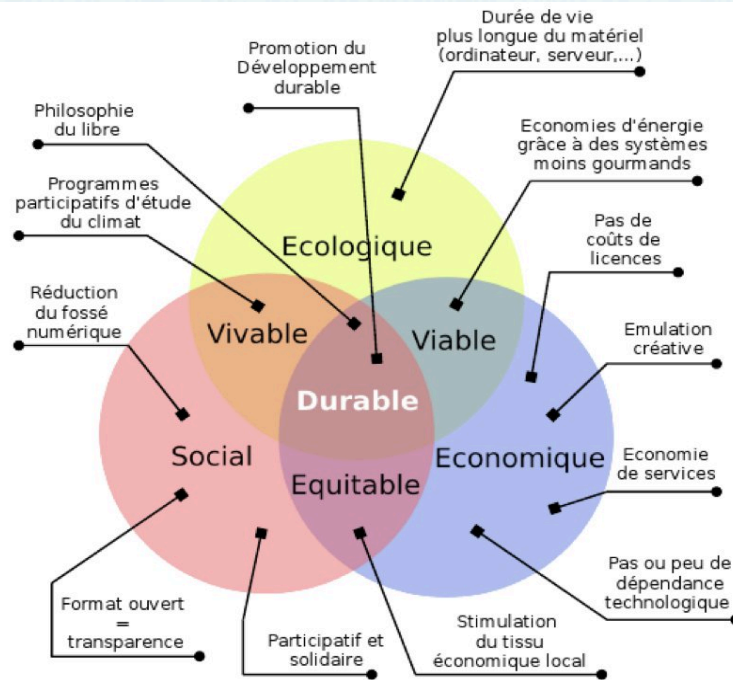 Durée de vie
plus longue du matériel
(ordinateur, serveur,...)
Promotion du
Développement
durable
Philosophie
du libre
Economies d'énergie
grâce à des systèmes
moins gourmands
Programmes
participatifs d'étude
du climat
Pas de
coûts de
licences
Ecologique
Réduction
du fossé
numérique
Vivable
Viable
Emulation
créative
Durable
Social
Economique
Economie
de services
Equitable
Pas ou peu de
dépendance
technologique
Format ouvert
=
transparence
Participatif et
solidaire
Stimulation
du tissu
économique local